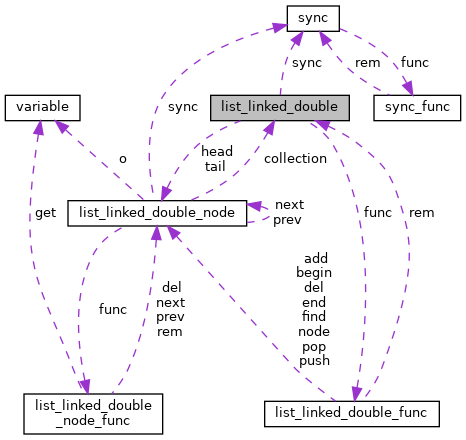 sync
sync
rem
func
variable
list_linked_double
sync_func
sync
o
head
tail
collection
get
list_linked_double_node
next
prev
func
rem
func
del
next
prev
rem
add
begin
del
end
find
node
pop
push
list_linked_double
_node_func
list_linked_double_func